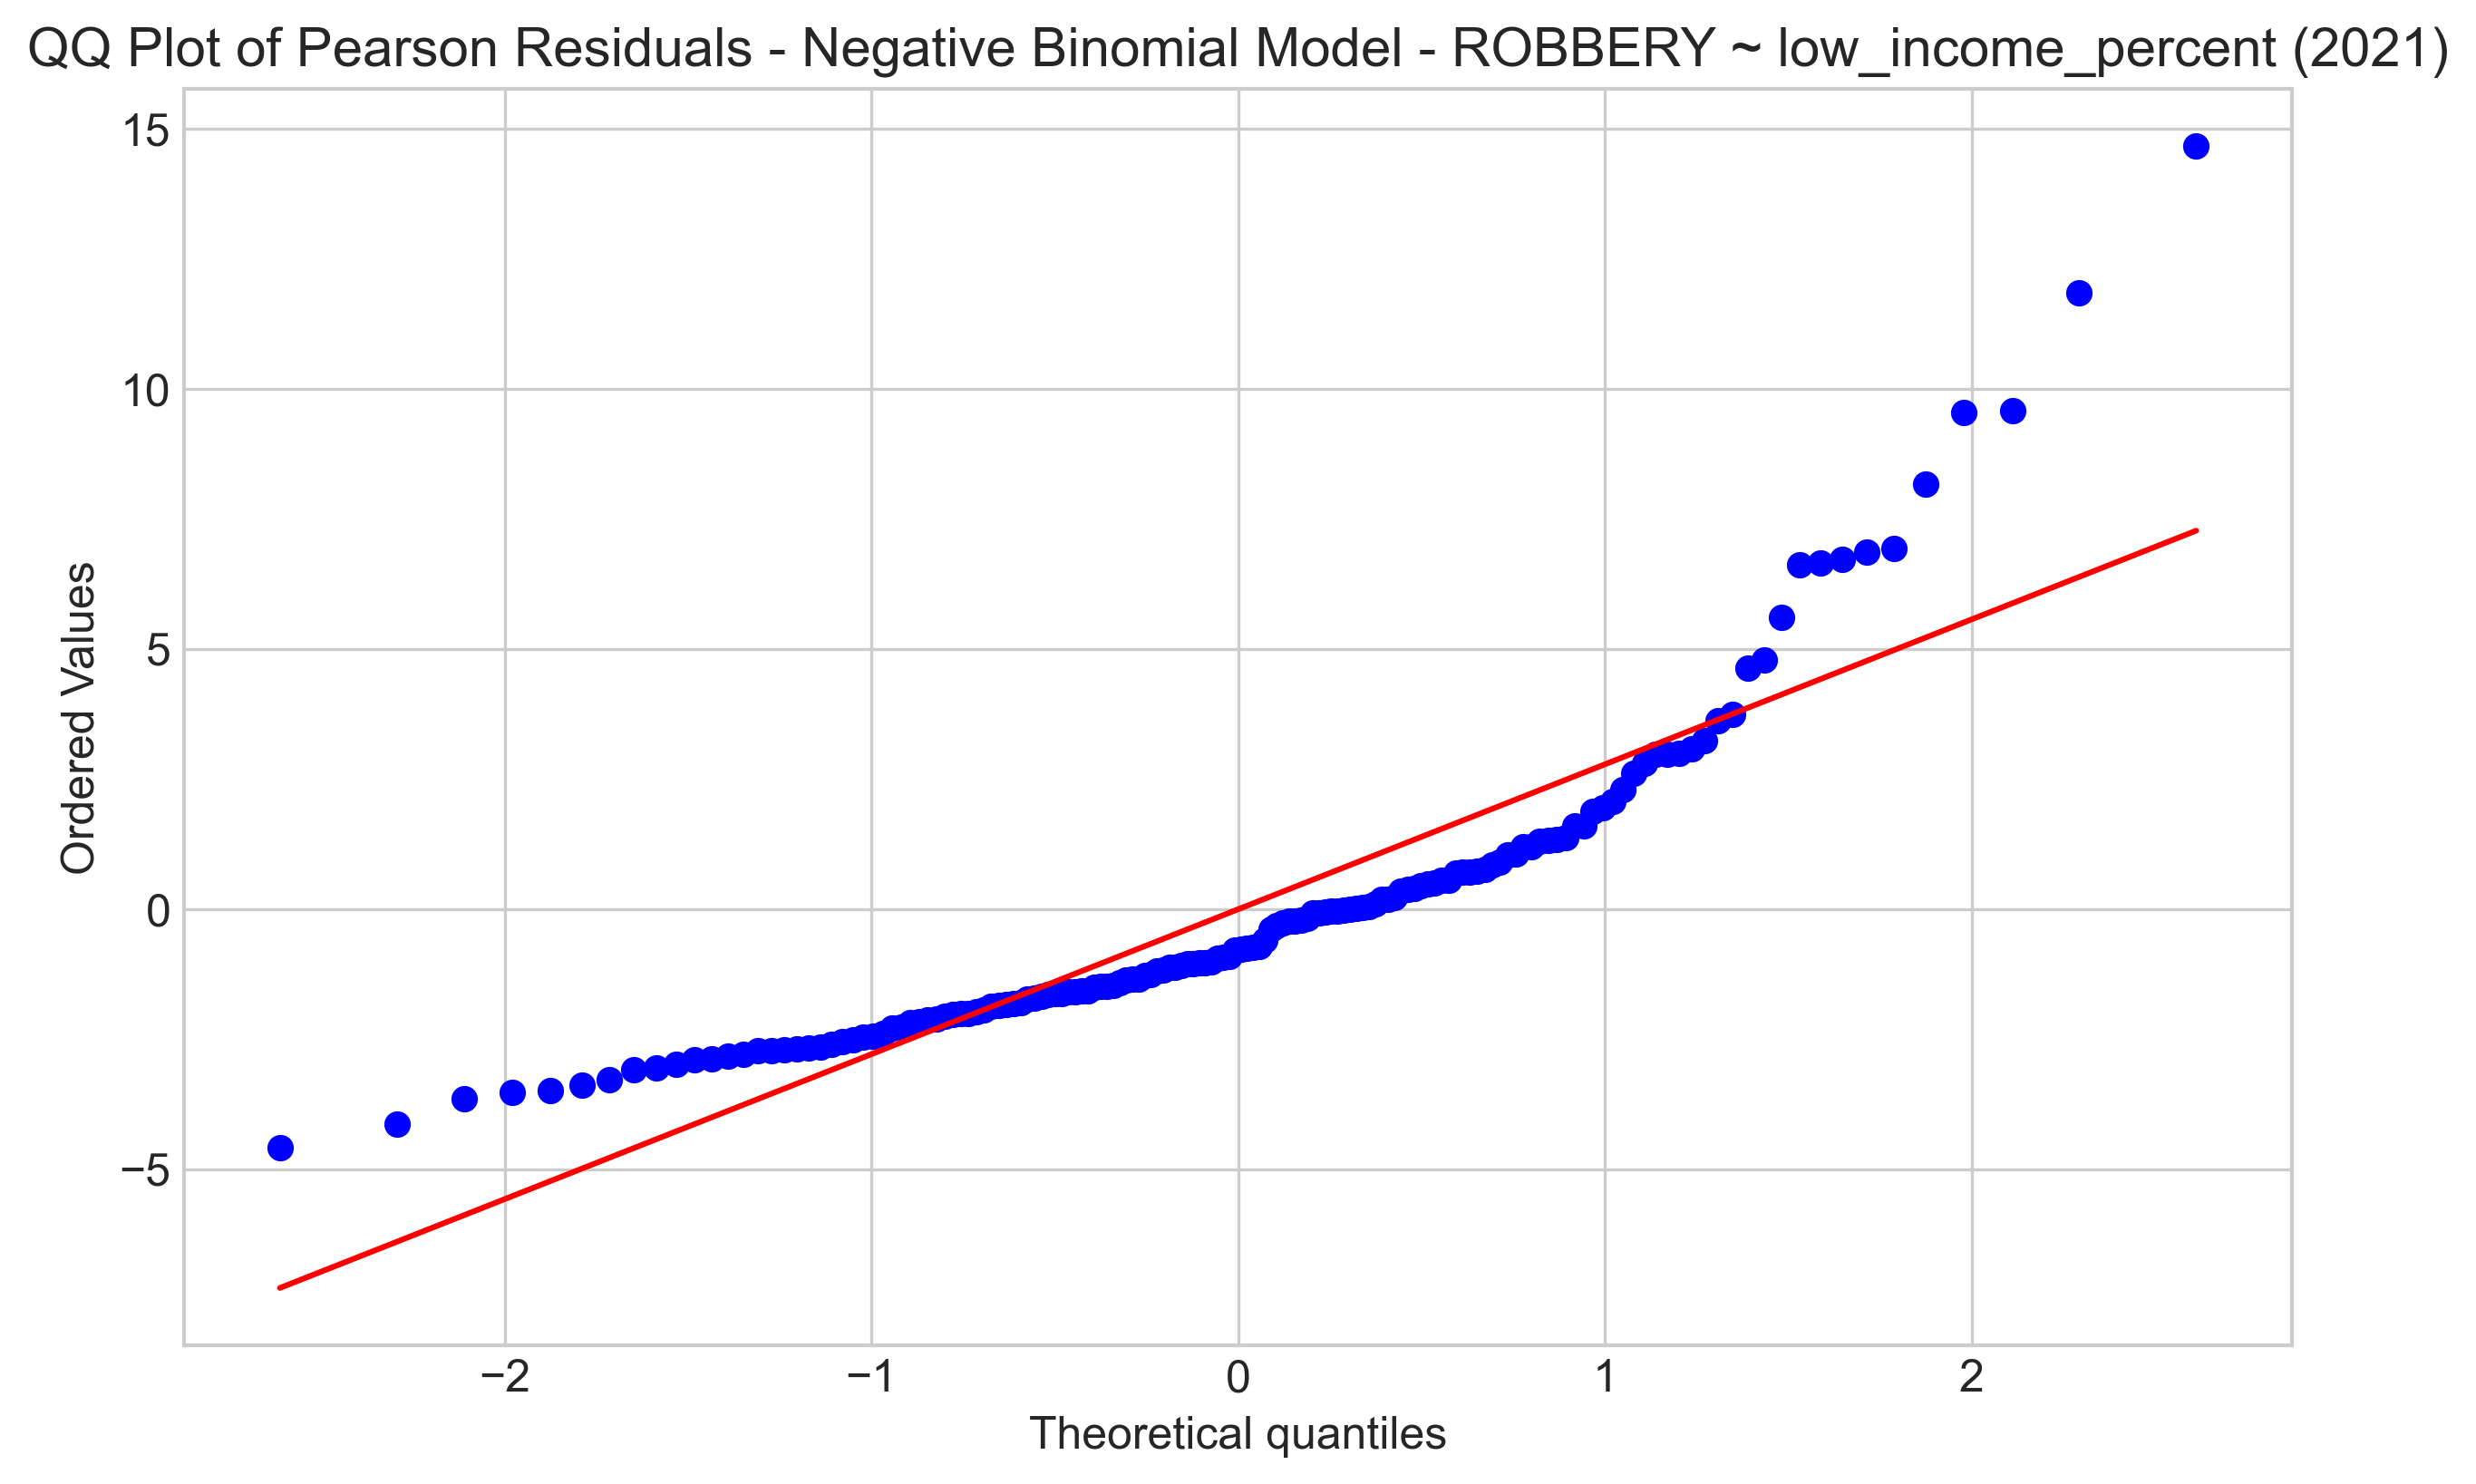 QQ Plot of Pearson Residuals - Negative Binomial Model - ROBBERY ~ low_income_percent (2021)
15
10
5
0
−5
Ordered Values
−2 −1 0 1 2
Theoretical quantiles